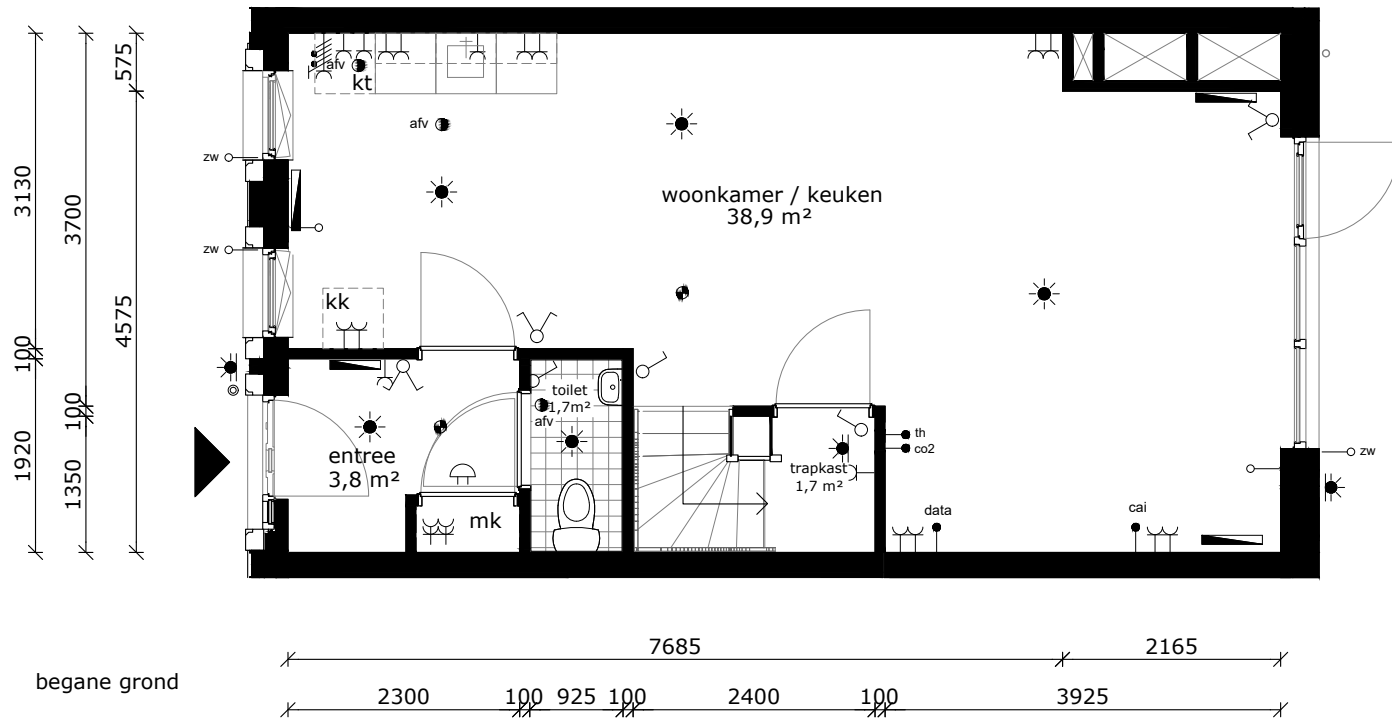 575
3130
3700
4575
100
100
1920
1350
afv
kt
afv
zw
woonkamer / keuken
38,9 m²
zw
kk
toilet
1,7m²
afv
entree
3,8 m²
th
co2
trapkast
1,7 m²
zw
mk
data
cai
7685
2165
begane grond
2300
100
925
100
2400
100
3925